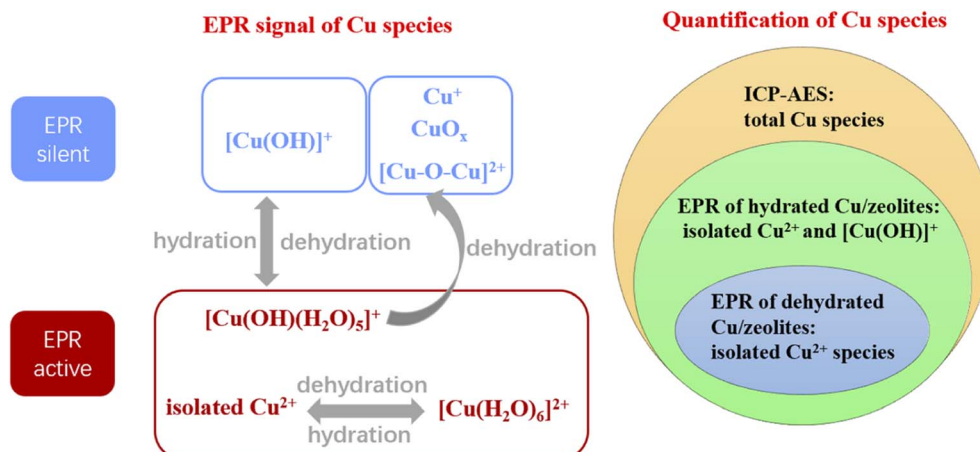 EPR signal of Cu species
EPR
silent
[Cu(OH)]⁺
Cu⁺
CuOₓ
[Cu-O-Cu]²⁺
hydration
dehydration
dehydration
EPR
active
[Cu(OH)(H₂O)₅]⁺
dehydration
isolated Cu²⁺
[Cu(H₂O)₆]²⁺
hydration
Quantification of Cu species
ICP-AES:
total Cu species
EPR of hydrated Cu/zeolites:
isolated Cu²⁺ and [Cu(OH)]⁺
EPR of dehydrated
Cu/zeolites:
isolated Cu²⁺ species